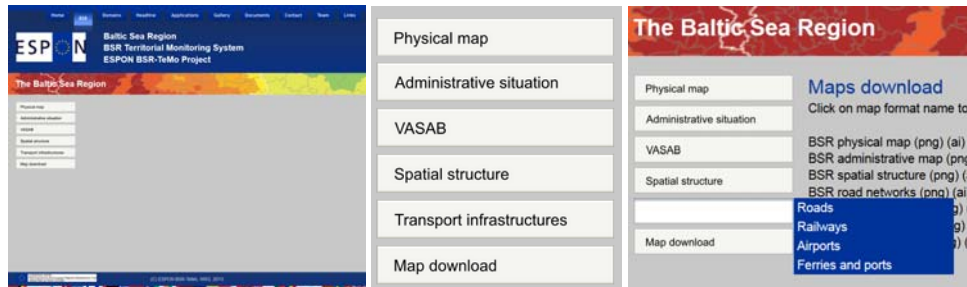 Home
BSR
Domains
Headline
Applications
Gallery
Documents
Contact
Team
Links
ESPON
Baltic Sea Region
BSR Territorial Monitoring System
ESPON BSR-TeMo Project
The Baltic Sea Region
Physical map
Administrative situation
VASAB
Spatial structure
Transport infrastructures
Map download
Physical map
Administrative situation
VASAB
Spatial structure
Transport infrastructures
Map download
The Baltic Sea Region
Physical map
Administrative situation
VASAB
Spatial structure
Map download
Maps download
Click on map format name to
BSR physical map (png) (ai)
BSR administrative map (png
BSR spatial structure (png) (
BSR road networks (png) (ai
Roads
Railways
Airports
Ferries and ports